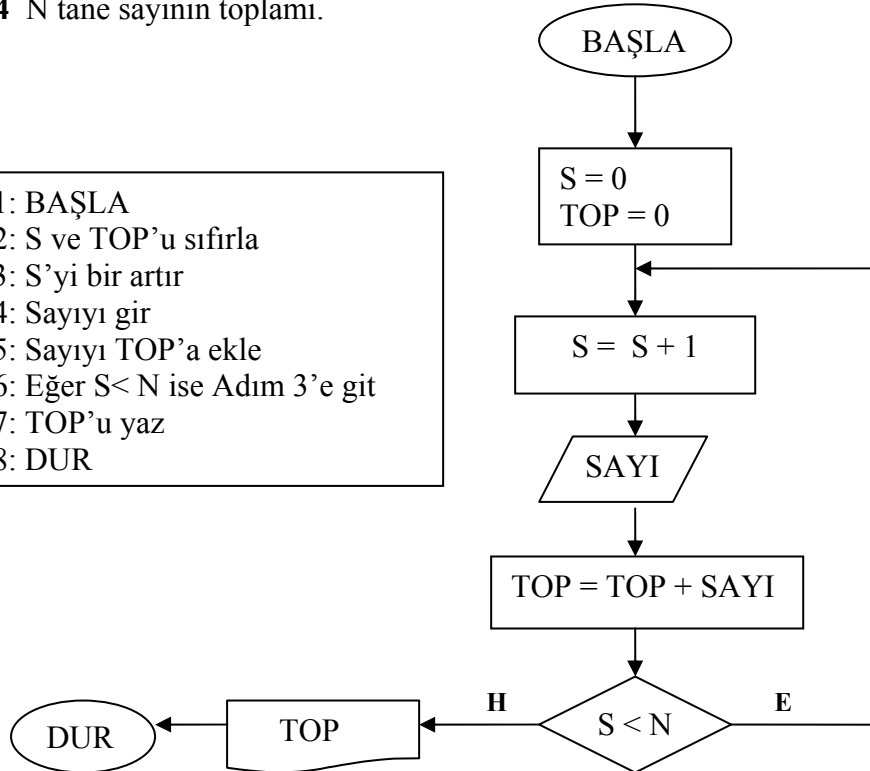 4 N tane sayının toplamı.
1: BAŞLA
2: S ve TOP’u sıfırla
3: S’yi bir artır
4: Sayıyı gir
5: Sayıyı TOP’a ekle
6: Eğer S< N ise Adım 3’e git
7: TOP’u yaz
8: DUR
BAŞLA
S = 0
TOP = 0
S = S + 1
SAYI
TOP = TOP + SAYI
S < N
H
E
TOP
DUR